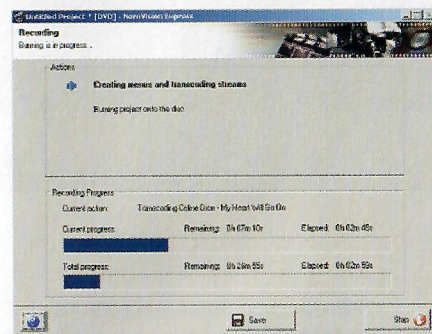 Untitled Project * [DVD] - NeroVision Express
Recording
Burning is in progress...
Actions
Creating menus and transcoding streams
Burning project onto the disc
Recording Progress
Current action: Transcoding Celine Dion - My Heart Will Go On
Current progress: Remaining: 0h 07m 10s Elapsed: 0h 02m 48s
Total progress: Remaining: 0h 26m 55s Elapsed: 0h 02m 59s
Save Stop